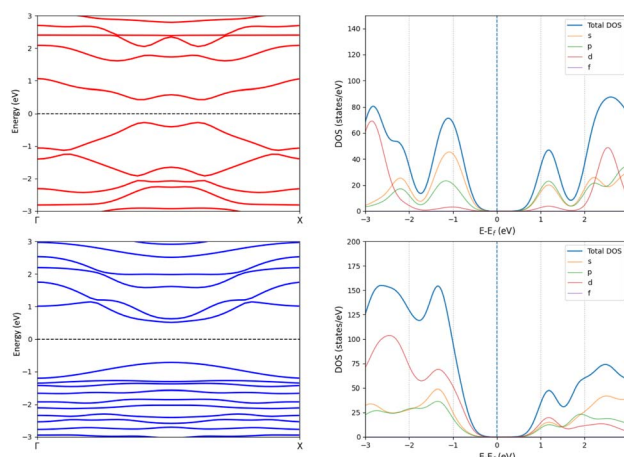 3
2
1
0
−1
−2
−3
Energy (eV)
Γ
X
140
120
100
80
60
40
20
0
DOS (states/eV)
−3
−2
−1
0
1
2
E-E_f (eV)
Total DOS
s
p
d
f
3
2
1
0
−1
−2
−3
Energy (eV)
Γ
X
200
175
150
125
100
75
50
25
0
DOS (states/eV)
−3
−2
−1
0
1
2
E-E_f (eV)
Total DOS
s
p
d
f